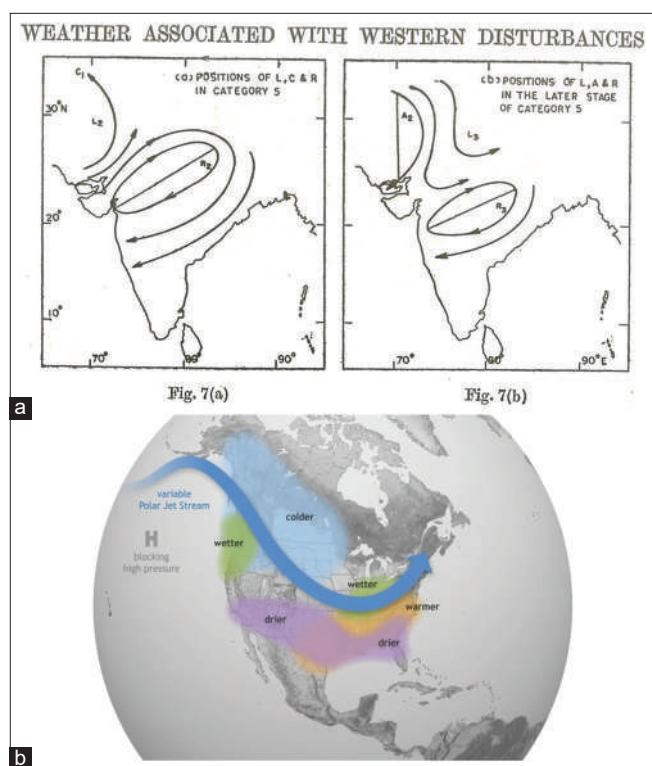 WEATHER ASSOCIATED WITH WESTERN DISTURBANCES
(a) POSITIONS OF L, C & R
IN CATEGORY 5
C1
L2
R2
30°N
20°
10°
70°
90°
Fig. 7(a)
(b) POSITIONS OF L, A & R
IN THE LATER STAGE
OF CATEGORY 5
A2
L3
R3
70°
80°
90°E
Fig. 7(b)
a
variable
Polar Jet Stream
H
blocking
high pressure
colder
wetter
wetter
warmer
drier
drier
b